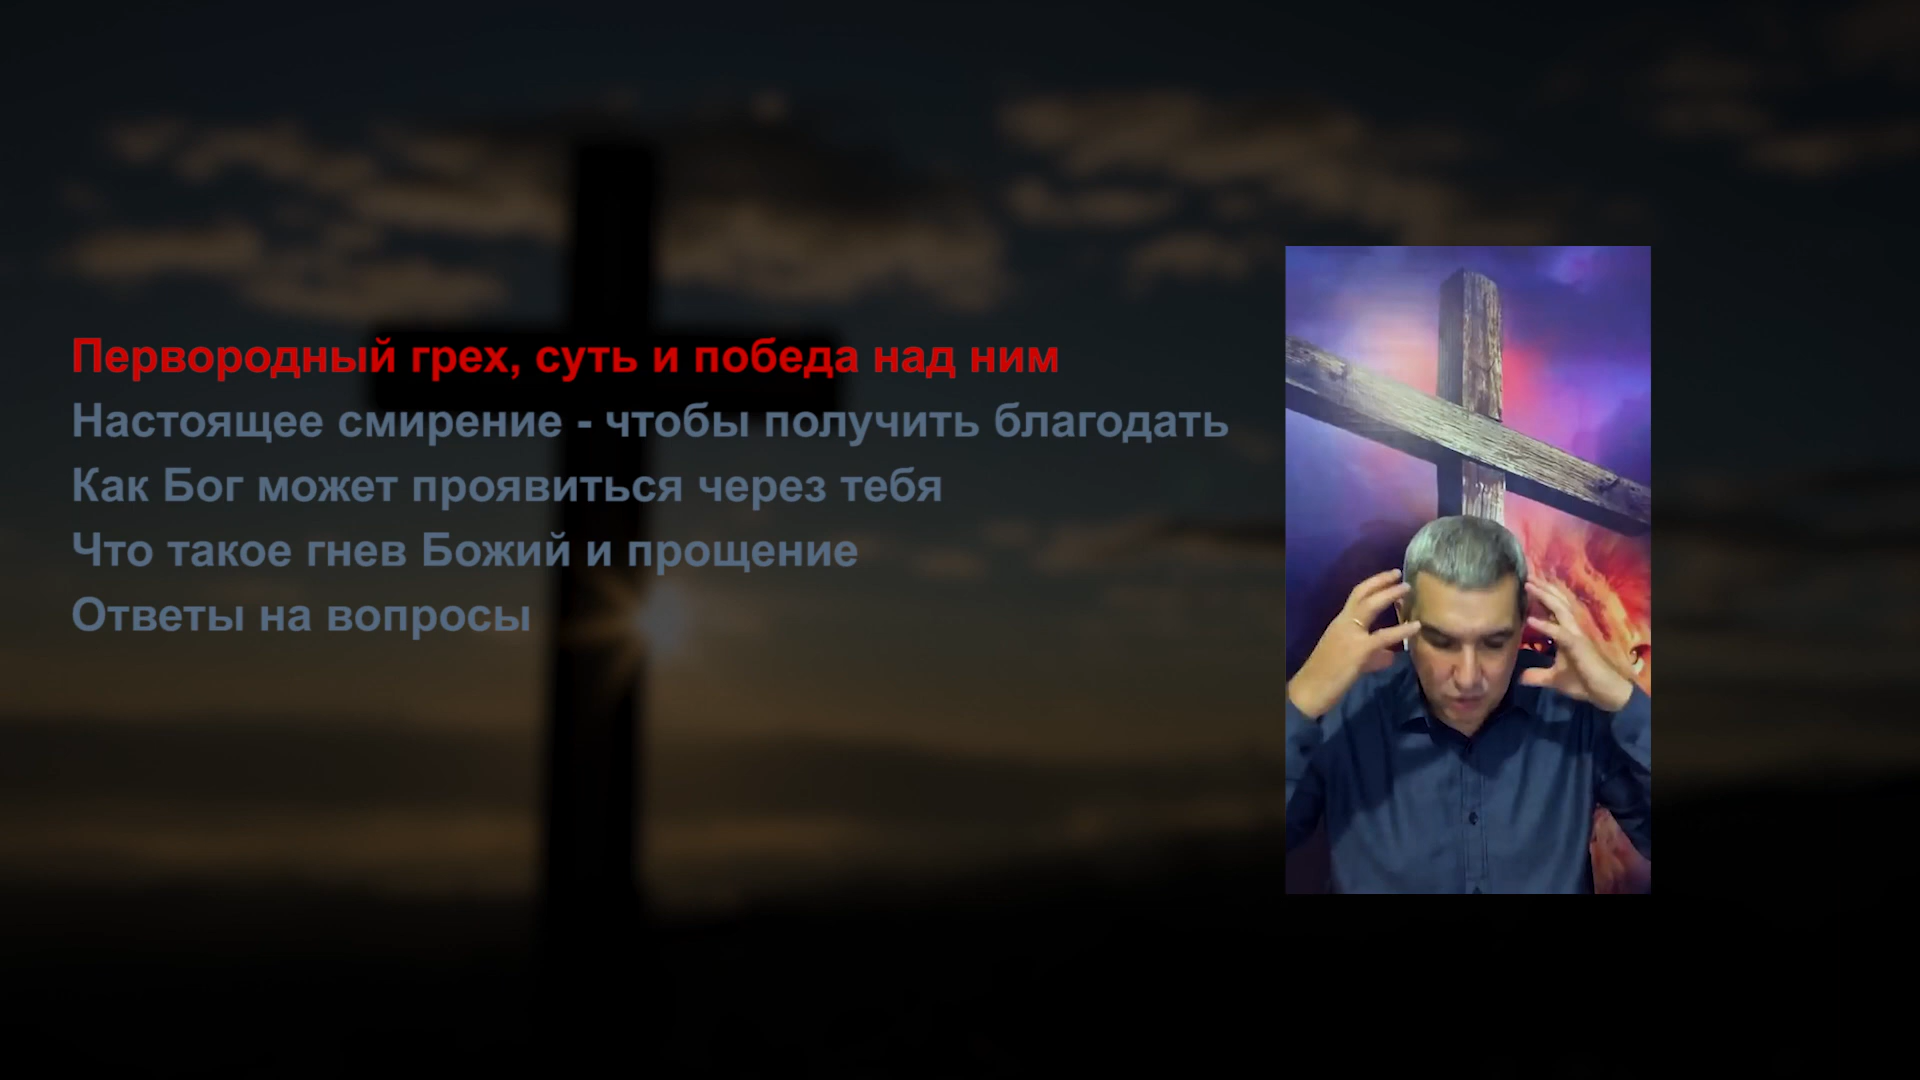 Первородный грех, суть и победа над ним
Настоящее смирение - чтобы получить благодать
Как Бог может проявиться через тебя
Что такое гнев Божий и прощение
Ответы на вопросы